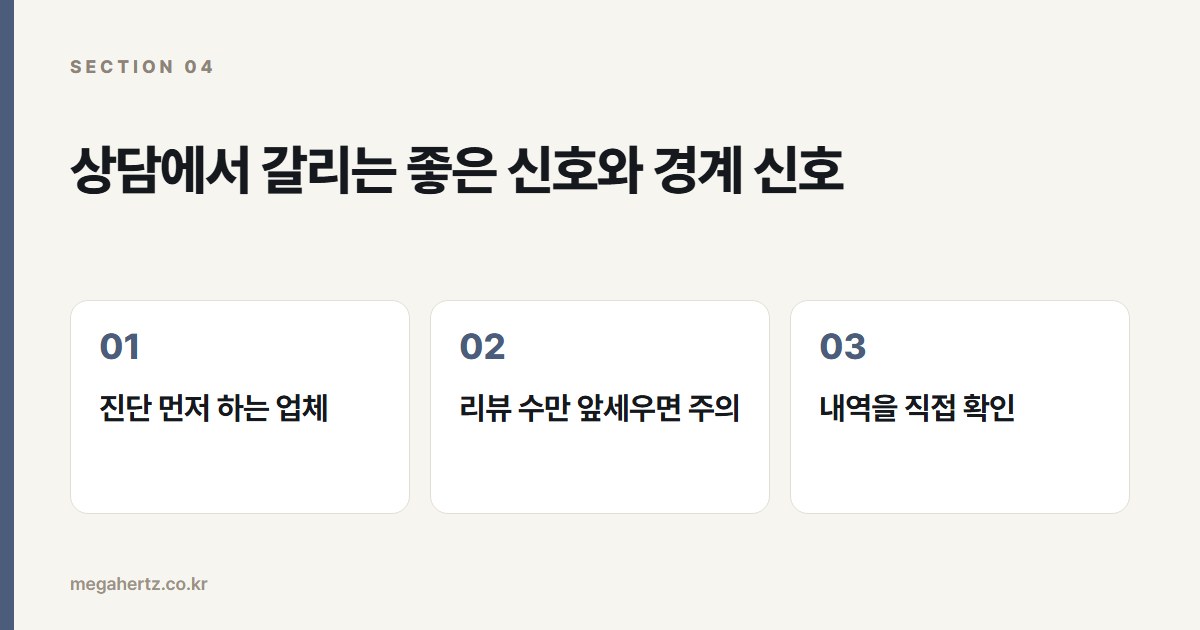 SECTION 04
상담에서 갈리는 좋은 신호와 경계 신호
01
진단 먼저 하는 업체
02
리뷰 수만 앞세우면 주의
03
내역을 직접 확인
megahertz.co.kr